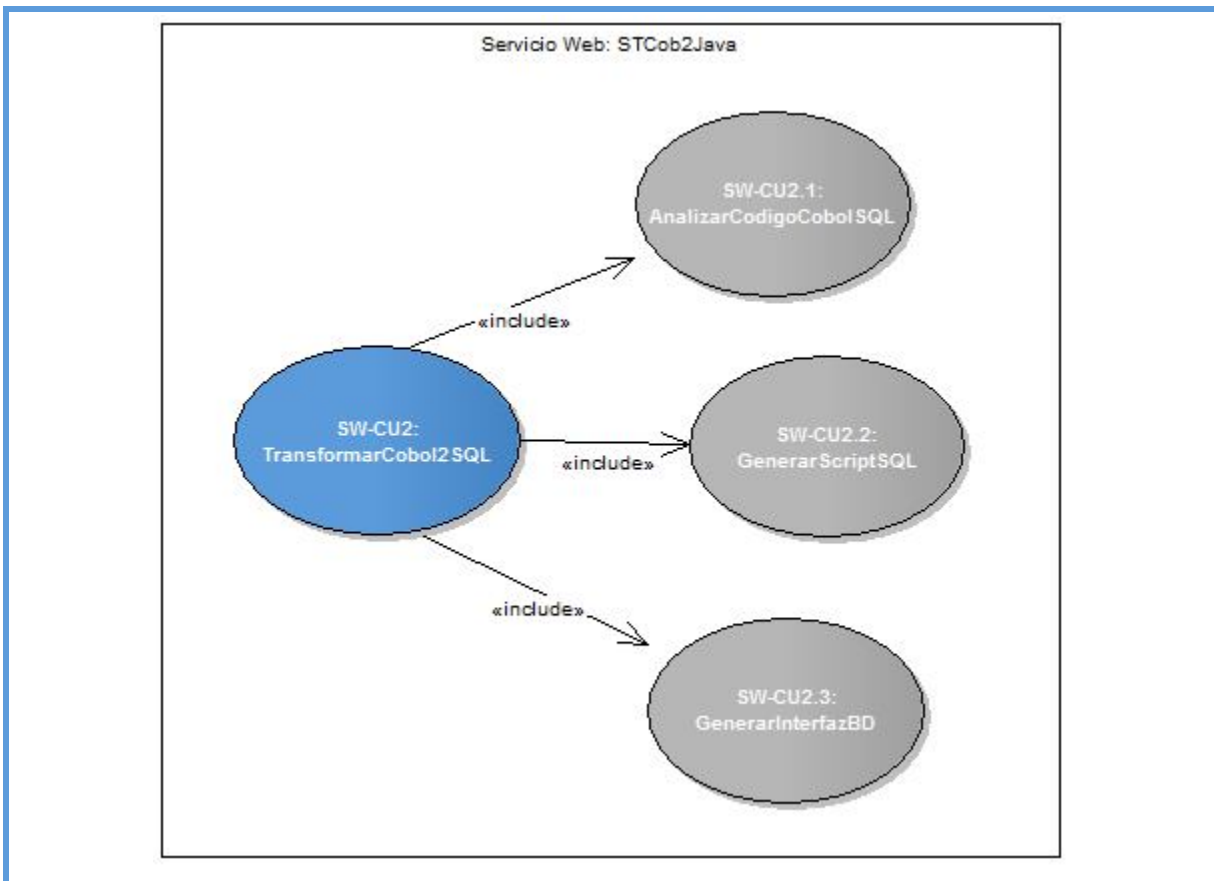 Servicio Web: STCob2Java
SW-CU2.1:
AnalizarCodigoCobolSQL
«include»
SW-CU2:
TransformarCobol2SQL
SW-CU2.2:
GenerarScriptSQL
«include»
«include»
SW-CU2.3:
GenerarInterfazBD